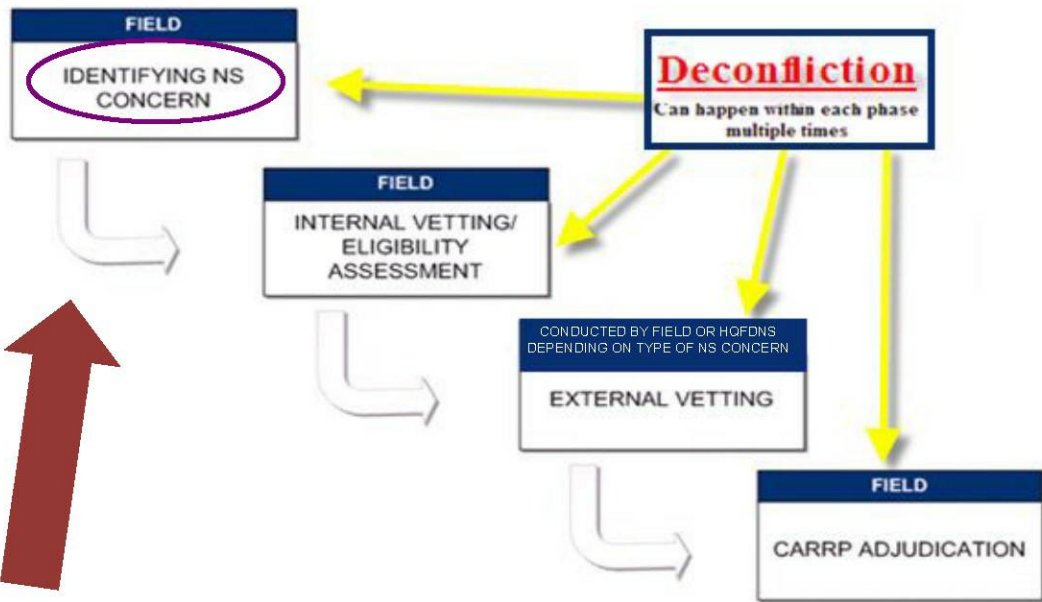 FIELD
IDENTIFYING NS
CONCERN
Deconfliction
Can happen within each phase
multiple times
FIELD
INTERNAL VETTING/
ELIGIBILITY
ASSESSMENT
CONDUCTED BY FIELD OR HQFDNS
DEPENDING ON TYPE OF NS CONCERN
EXTERNAL VETTING
FIELD
CARRP ADJUDICATION